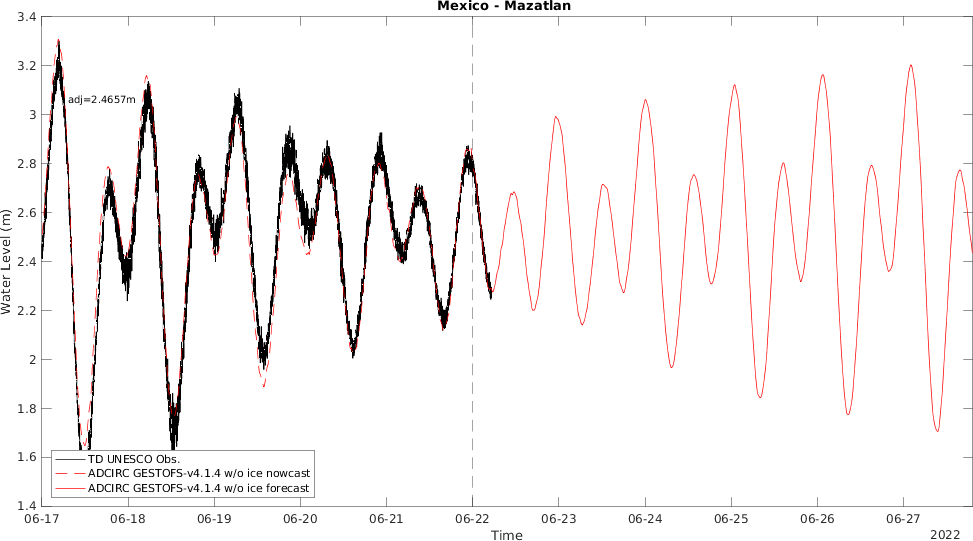 Mexico - Mazatlan
3.4
3.2
3
2.8
2.6
2.4
2.2
2
1.8
1.6
1.4
Water Level (m)
adj=2.4657m
TD UNESCO Obs.
ADCIRC GESTOFS-v4.1.4 w/o ice nowcast
ADCIRC GESTOFS-v4.1.4 w/o ice forecast
06-17 06-18 06-19 06-20 06-21 06-22 06-23 06-24 06-25 06-26 06-27
Time
2022